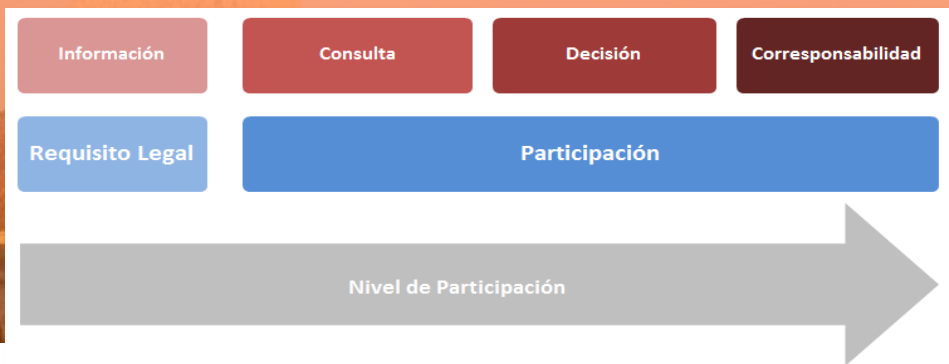 Información
Consulta
Decisión
Corresponsabilidad
Requisito Legal
Participación
Nivel de Participación